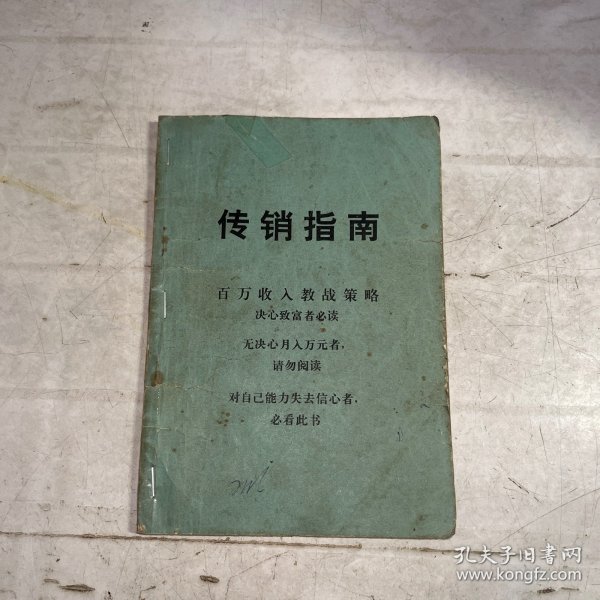 传销指南
百万收入教战策略
决心致富者必读
无决心月入万元者，
请勿阅读
对自己能力失去信心者，
必看此书
孔夫子旧书网
www.kongfz.com